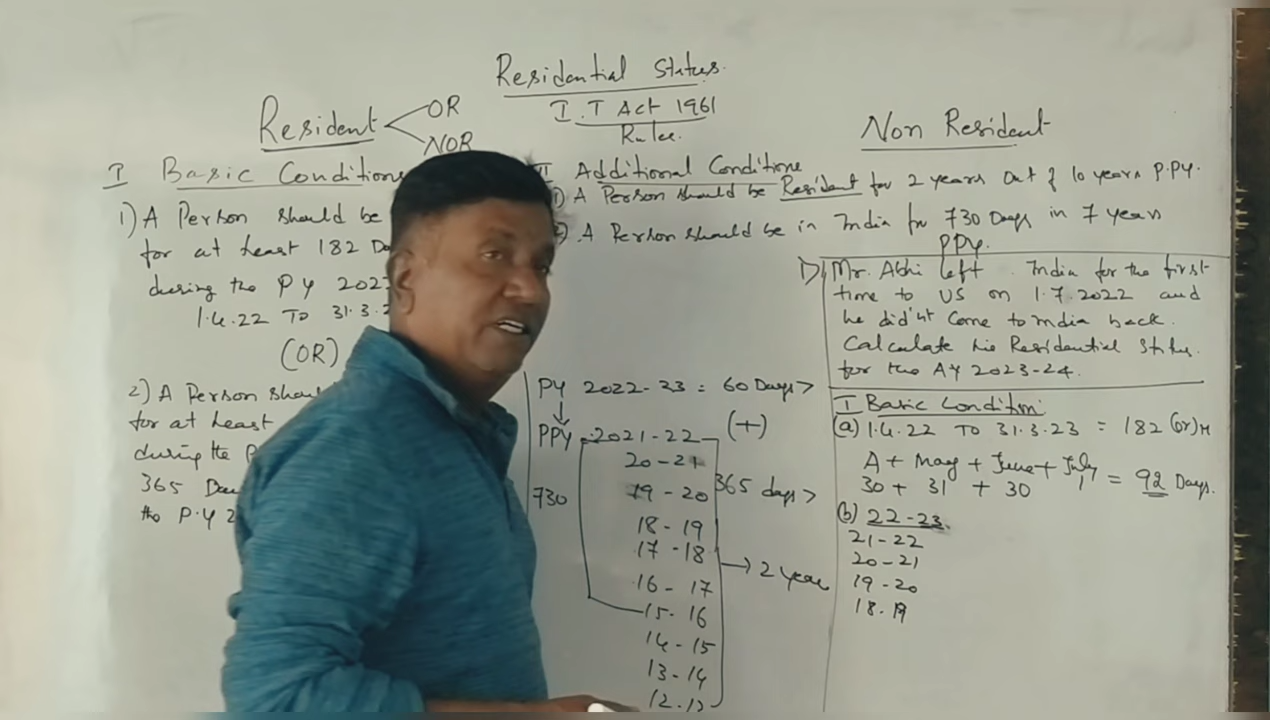 Residential Status.
I.T Act 1961
Rules.
Resident
OR
NOR
Non Resident
I Basic Conditions
1) A Person should be
for at least 182 Da
during the PY 202
1.4.22 TO 31.3.2
(OR)
2) A Person shou
for at least
during the P
365 Day
the P.Y 2
II Additional Conditions
1) A Person should be Resident for 2 years Out of 10 years P.PY.
2) A Person should be in India for 730 Days in 7 years
PPY.
PY 2022-23 = 60 Days >
(+)
PPY 2021-22
20-21
730
19-20
365 days >
18-19
17-18
→ 2 year
16-17
15-16
14-15
13-14
12-13
1) Mr. Abhi left India for the first
time to US on 1.7.2022 and
he did'nt Come to India back.
Calculate his Residential Status.
for the AY 2023-24.
I Basic Condition
(a) 1.4.22 TO 31.3.23 = 182 (or) M
A + May + June + July
30 + 31 + 30 1 = 92 Days.
(b) 22-23.
21-22
20-21
19-20
18-19